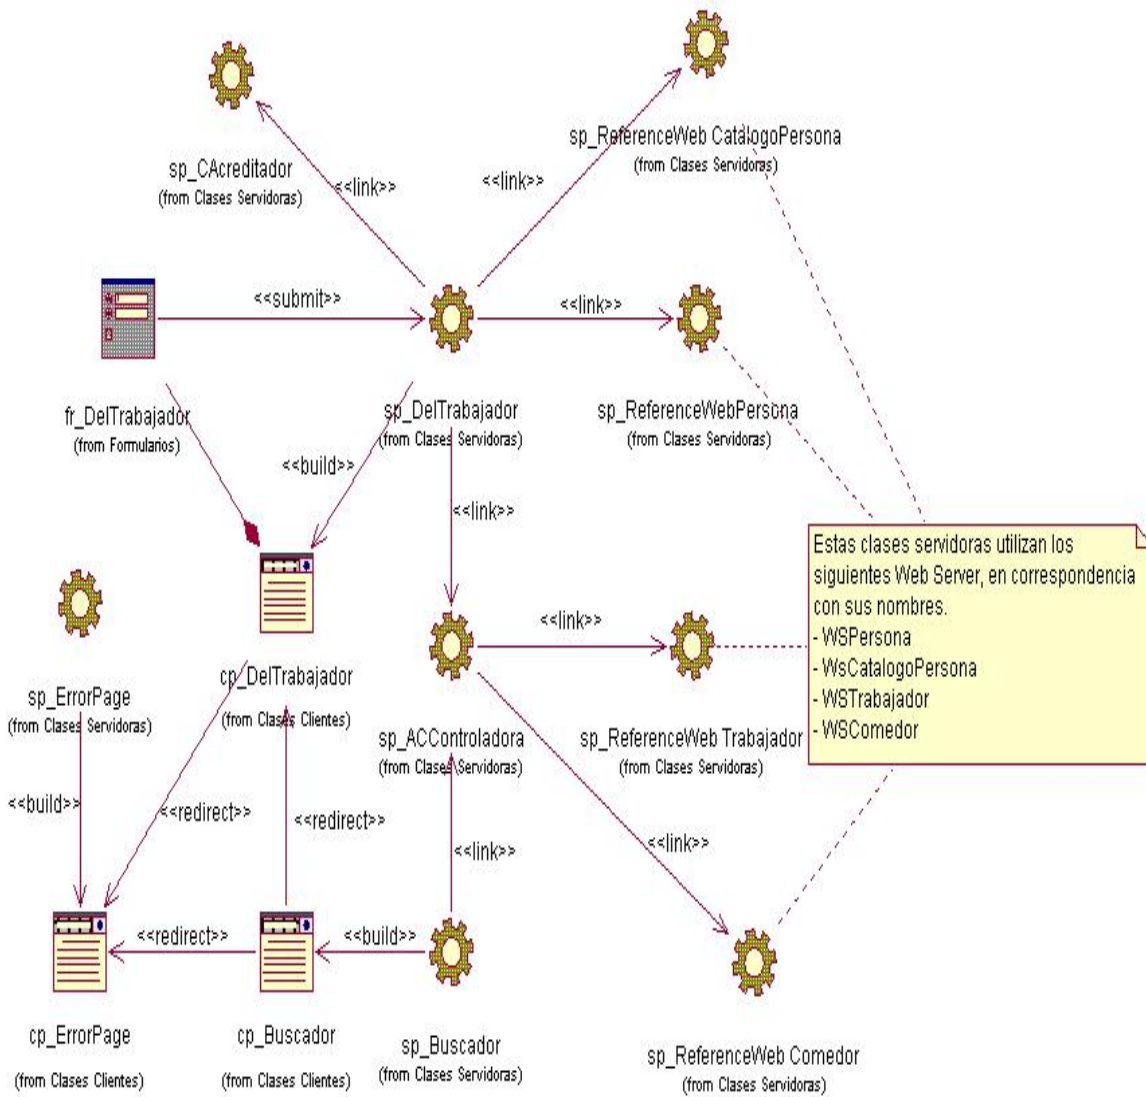 sp_CAcreditador
(from Clases Servidoras)
<<link>>
sp_ReferenceWeb CatalogoPersona
(from Clases Servidoras)
<<link>>
<<submit>>
<<link>>
fr_DelTrabajador
(from Formularios)
sp_DelTrabajador
(from Clases Servidoras)
sp_ReferenceWebPersona
(from Clases Servidoras)
<<build>>
<<link>>
Estas clases servidoras utilizan los
siguientes Web Server, en correspondencia
con sus nombres.
- WSPersona
- WsCatalogoPersona
- WSTrabajador
- WSComedor
<<link>>
sp_ErrorPage
(from Clases Servidoras)
cp_DelTrabajador
(from Clases Clientes)
sp_ACControladora
(from Clases Servidoras)
sp_ReferenceWeb Trabajador
(from Clases Servidoras)
<<build>>
<<redirect>>
<<redirect>>
<<link>>
<<link>>
<<redirect>>
<<build>>
cp_ErrorPage
(from Clases Clientes)
cp_Buscador
(from Clases Clientes)
sp_Buscador
(from Clases Servidoras)
sp_ReferenceWeb Comedor
(from Clases Servidoras)